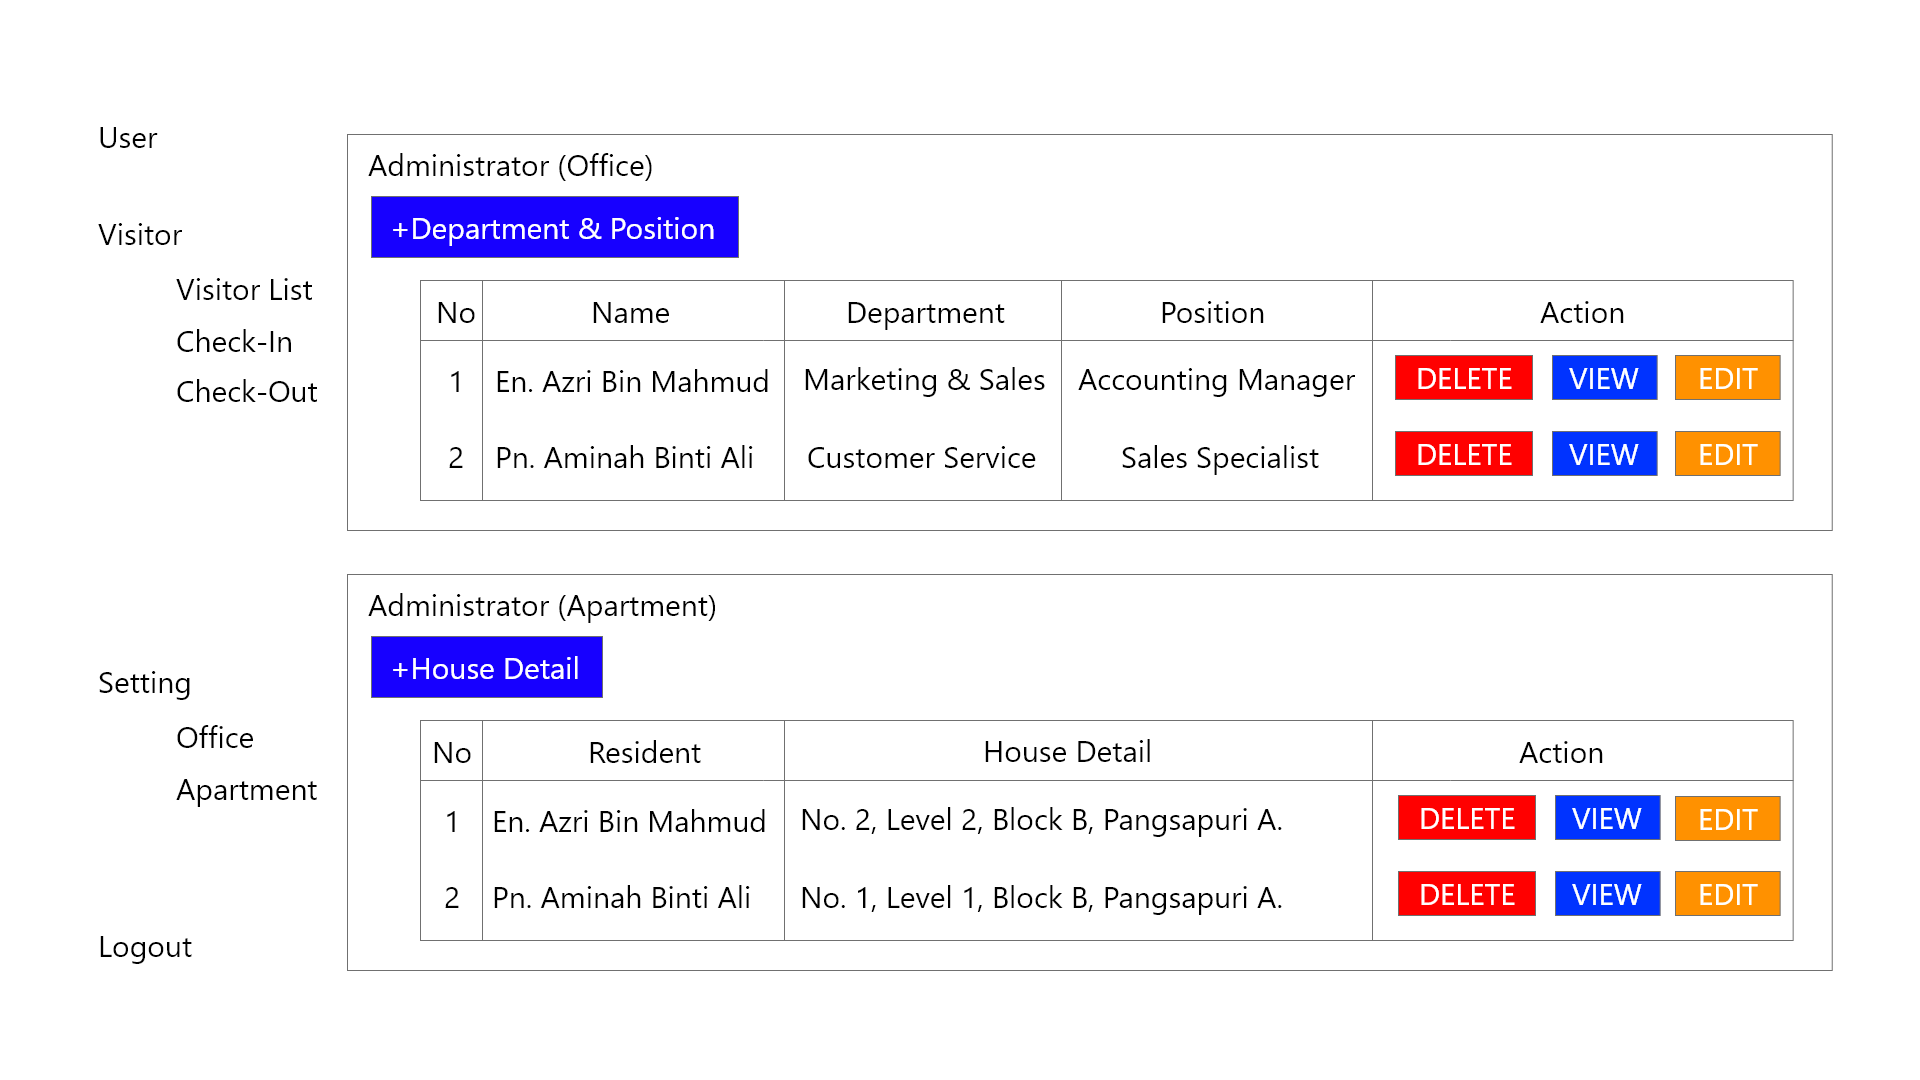 User
Visitor
Visitor List
Check-In
Check-Out
Setting
Office
Apartment
Logout
Administrator (Office)
+Department & Position
No Name Department Position Action
1 En. Azri Bin Mahmud Marketing & Sales Accounting Manager DELETE VIEW EDIT
2 Pn. Aminah Binti Ali Customer Service Sales Specialist DELETE VIEW EDIT
Administrator (Apartment)
+House Detail
No Resident House Detail Action
1 En. Azri Bin Mahmud No. 2, Level 2, Block B, Pangsapuri A. DELETE VIEW EDIT
2 Pn. Aminah Binti Ali No. 1, Level 1, Block B, Pangsapuri A. DELETE VIEW EDIT